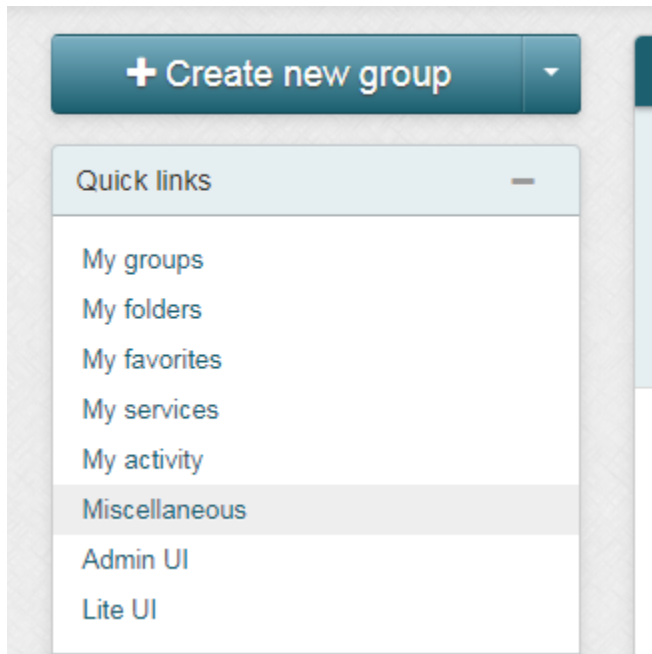 Create new group
Quick links
My groups
My folders
My favorites
My services
My activity
Miscellaneous
Admin UI
Lite UI